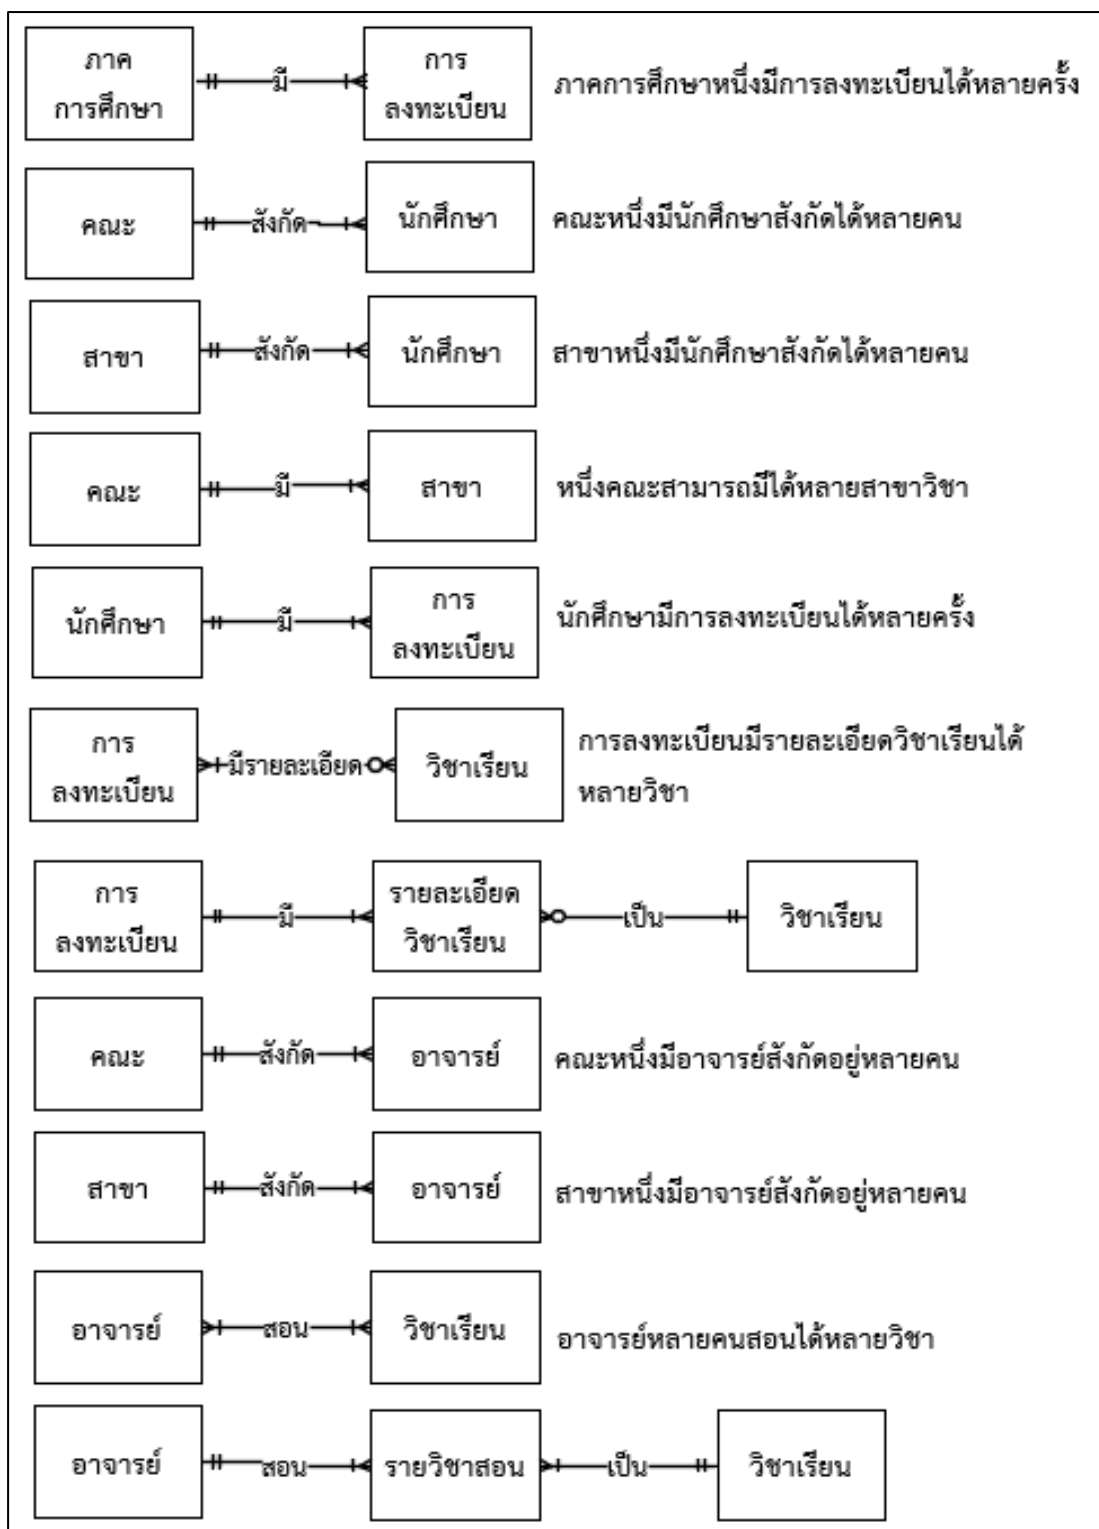 ภาค
การศึกษา
มี
การ
ลงทะเบียน
ภาคการศึกษาหนึ่งมีการลงทะเบียนได้หลายครั้ง
คณะ
สังกัด
นักศึกษา
คณะหนึ่งมีนักศึกษาสังกัดได้หลายคน
สาขา
สังกัด
นักศึกษา
สาขาหนึ่งมีนักศึกษาสังกัดได้หลายคน
คณะ
มี
สาขา
หนึ่งคณะสามารถมีได้หลายสาขาวิชา
นักศึกษา
มี
การ
ลงทะเบียน
นักศึกษามีการลงทะเบียนได้หลายครั้ง
การ
ลงทะเบียน
มีรายละเอียด
วิชาเรียน
การลงทะเบียนมีรายละเอียดวิชาเรียนได้
หลายวิชา
การ
ลงทะเบียน
มี
รายละเอียด
วิชาเรียน
เป็น
วิชาเรียน
คณะ
สังกัด
อาจารย์
คณะหนึ่งมีอาจารย์สังกัดอยู่หลายคน
สาขา
สังกัด
อาจารย์
สาขาหนึ่งมีอาจารย์สังกัดอยู่หลายคน
อาจารย์
สอน
วิชาเรียน
อาจารย์หลายคนสอนได้หลายวิชา
อาจารย์
สอน
รายวิชาสอน
เป็น
วิชาเรียน